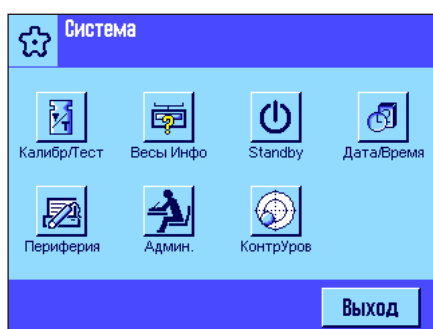 Система
Калибр/Тест Весы Инфо Standby Дата/Время
Периферия Админ. КонтрУров
Выход